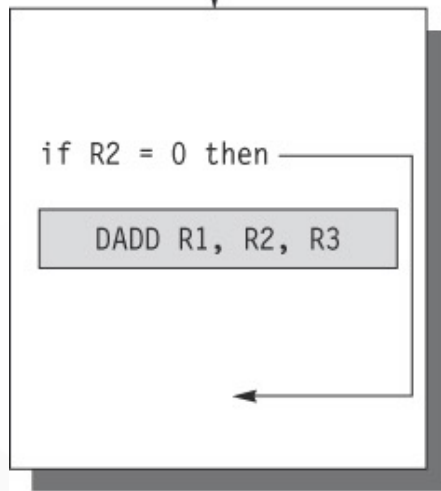 if R2 = 0 then
DADD R1, R2, R3